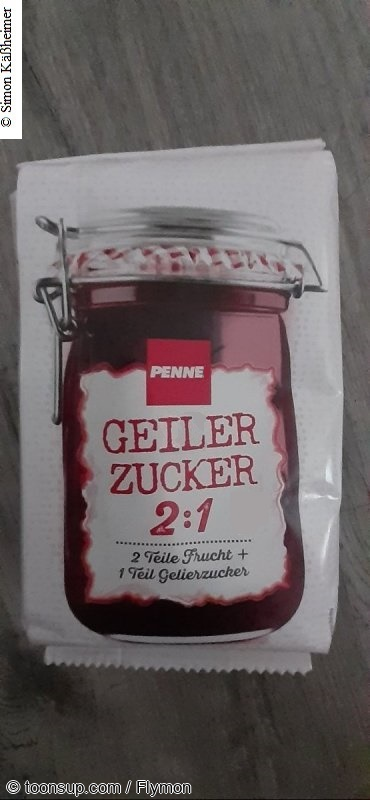 © Simon Käßheimer
PENNE
GEILER
ZUCKER
2:1
2 Teile Frucht +
1 Teil Gelierzucker
© toonsup.com / Flymon